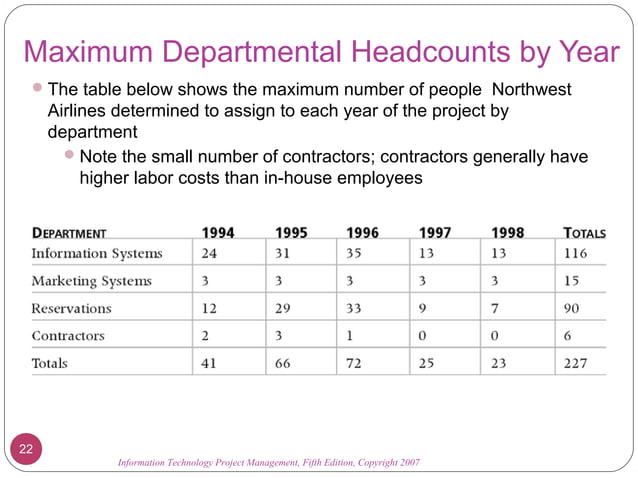 Maximum Departmental Headcounts by Year
The table below shows the maximum number of people Northwest
Airlines determined to assign to each year of the project by
department
Note the small number of contractors; contractors generally have
higher labor costs than in-house employees
DEPARTMENT 1994 1995 1996 1997 1998 TOTALS
Information Systems 24 31 35 13 13 116
Marketing Systems 3 3 3 3 3 15
Reservations 12 29 33 9 7 90
Contractors 2 3 1 0 0 6
Totals 41 66 72 25 23 227
22
Information Technology Project Management, Fifth Edition, Copyright 2007